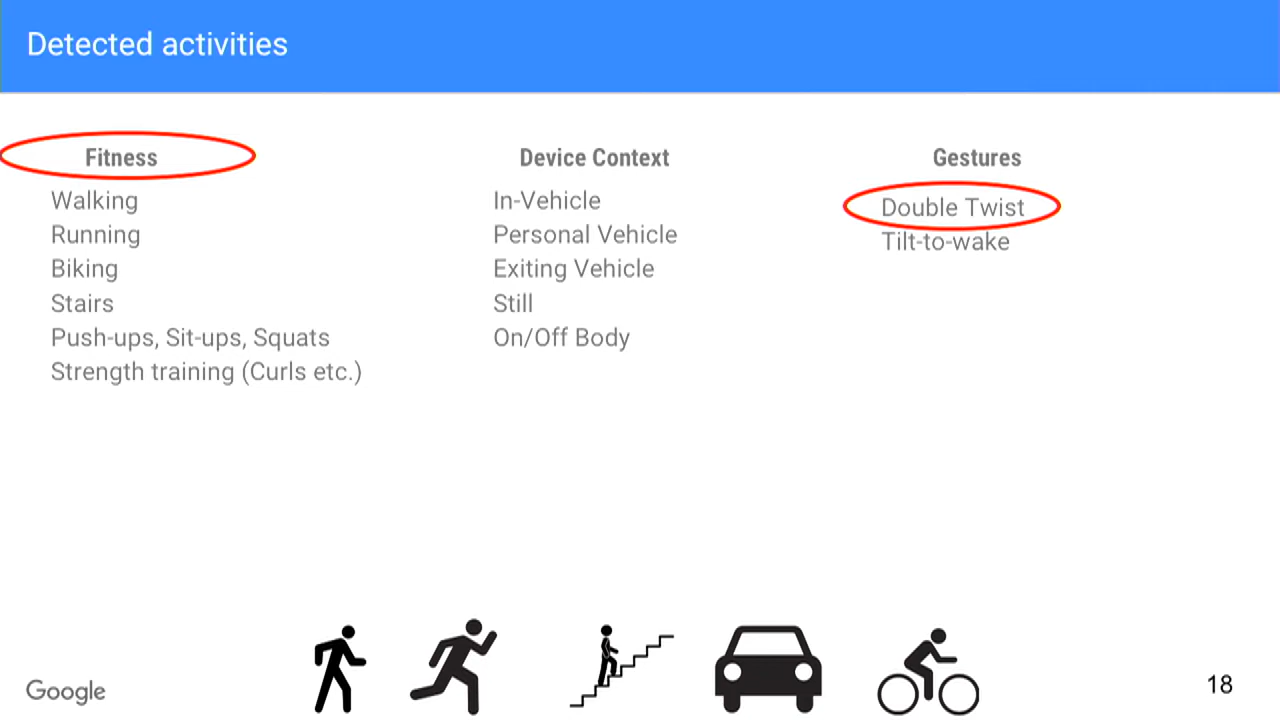 Detected activities
Fitness
Walking
Running
Biking
Stairs
Push-ups, Sit-ups, Squats
Strength training (Curls etc.)
Device Context
In-Vehicle
Personal Vehicle
Exiting Vehicle
Still
On/Off Body
Gestures
Double Twist
Tilt-to-wake
Google
18